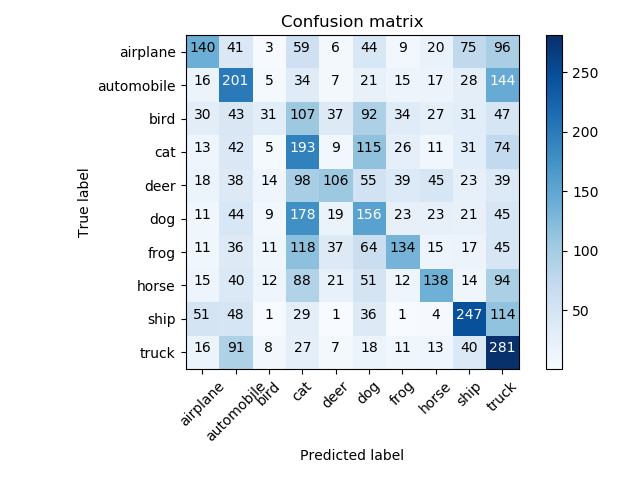 Confusion matrix
True label
airplane 140 41 3 59 6 44 9 20 75 96
automobile 16 201 5 34 7 21 15 17 28 144
bird 30 43 31 107 37 92 34 27 31 47
cat 13 42 5 193 9 115 26 11 31 74
deer 18 38 14 98 106 55 39 45 23 39
dog 11 44 9 178 19 156 23 23 21 45
frog 11 36 11 118 37 64 134 15 17 45
horse 15 40 12 88 21 51 12 138 14 94
ship 51 48 1 29 1 36 1 4 247 114
truck 16 91 8 27 7 18 11 13 40 281
airplane automobile bird cat deer dog frog horse ship truck
Predicted label
250
200
150
100
50